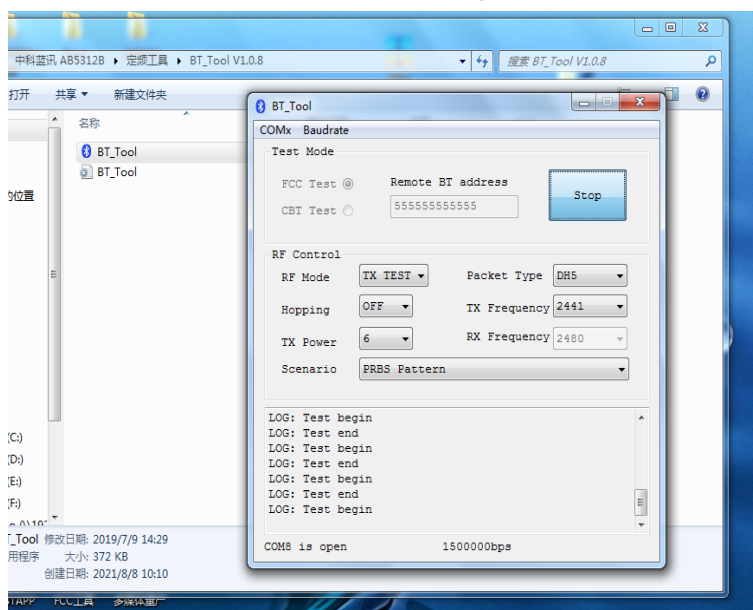 中科蓝讯 AB5312B ▸ 定频工具 ▸ BT_Tool V1.0.8
搜索 BT_Tool V1.0.8
打开 共享 新建文件夹
名称
BT_Tool
BT_Tool
的位置
(C:)
(D:)
(E:)
(F:)
T_Tool 修改日期: 2019/7/9 14:29
用程序 大小: 372 KB
创建日期: 2021/8/8 10:10
TAPP FCC工具 多媒体量产
BT_Tool
COMx Baudrate
Test Mode
FCC Test Remote BT address
Stop
CBT Test 555555555555
RF Control
RF Mode TX TEST Packet Type DH5
Hopping OFF TX Frequency 2441
TX Power 6 RX Frequency 2480
Scenario PRBS Pattern
LOG: Test begin
LOG: Test end
LOG: Test begin
LOG: Test end
LOG: Test begin
LOG: Test end
LOG: Test begin
COM8 is open 1500000bps